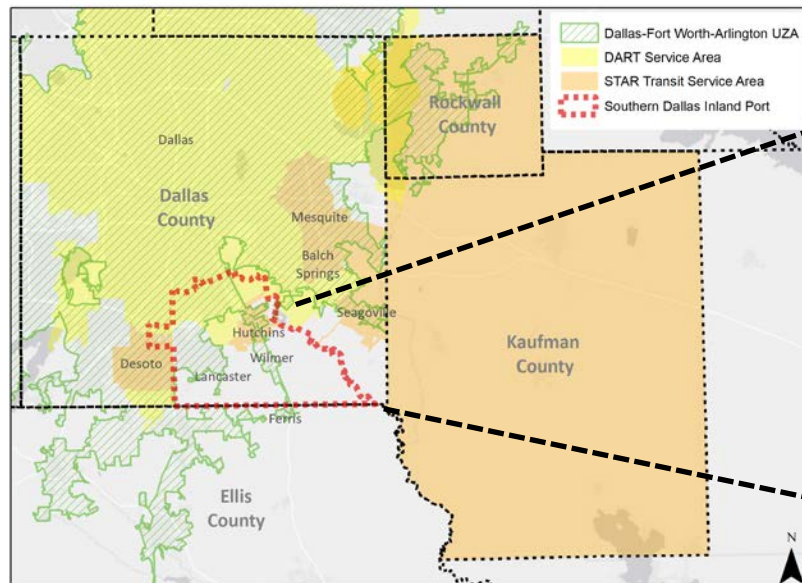 Dallas-Fort Worth-Arlington UZA
DART Service Area
STAR Transit Service Area
Southern Dallas Inland Port
Rockwall
County
Dallas
Dallas
County
Mesquite
Balch
Springs
Seagoville
Hutchins
Wilmer
Desoto
Lancaster
Kaufman
County
Ferris
Ellis
County
N